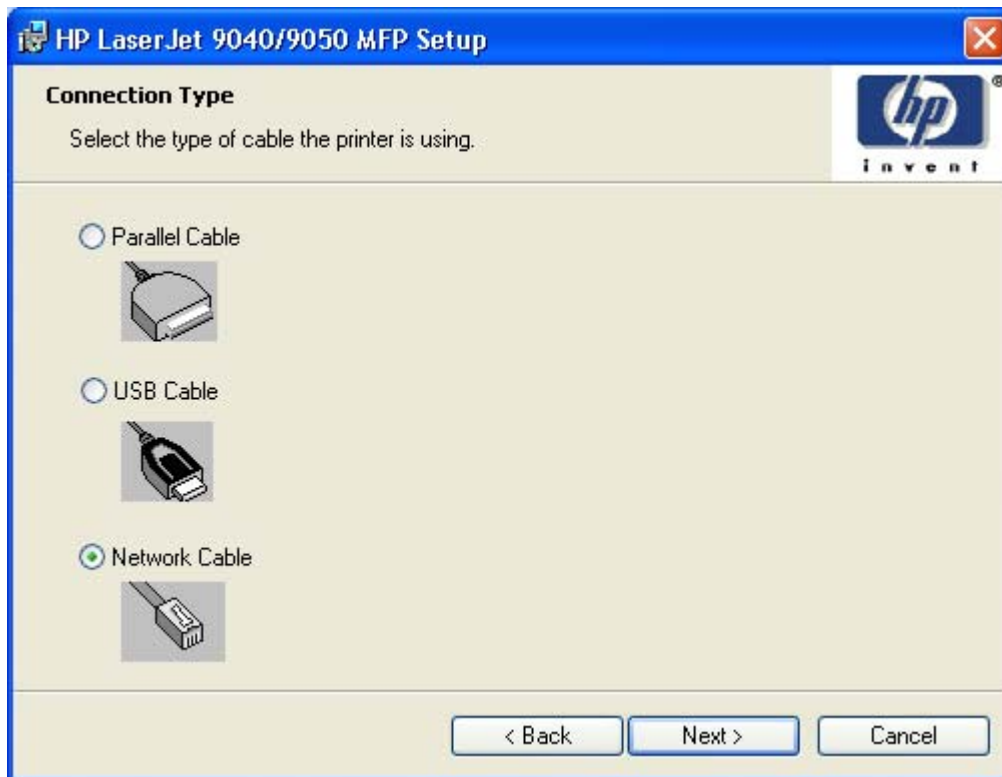 HP LaserJet 9040/9050 MFP Setup
Connection Type
Select the type of cable the printer is using.
hp
®
invent
Parallel Cable
USB Cable
Network Cable
< Back
Next >
Cancel